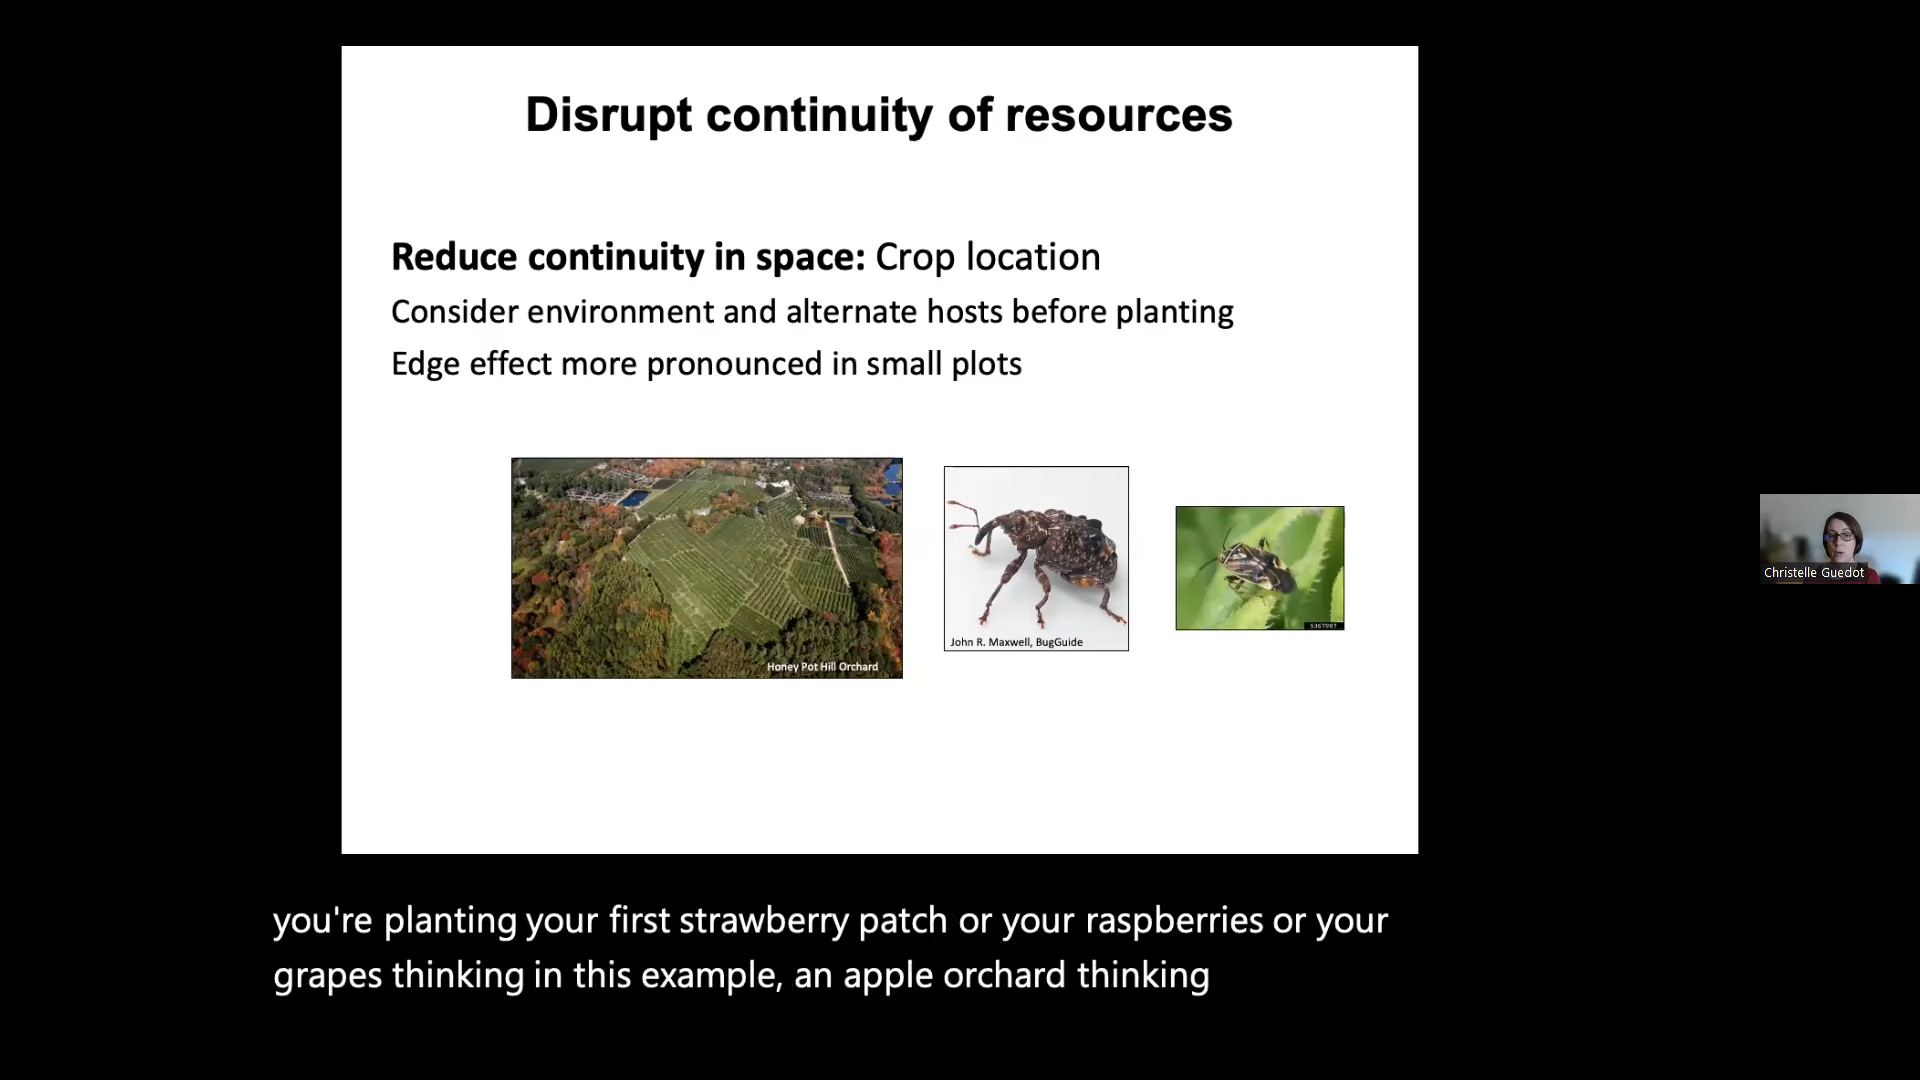 Disrupt continuity of resources
Reduce continuity in space: Crop location
Consider environment and alternate hosts before planting
Edge effect more pronounced in small plots
Honey Pot Hill Orchard
John R. Maxwell, BugGuide
Christelle Guedot
you're planting your first strawberry patch or your raspberries or your
grapes thinking in this example, an apple orchard thinking